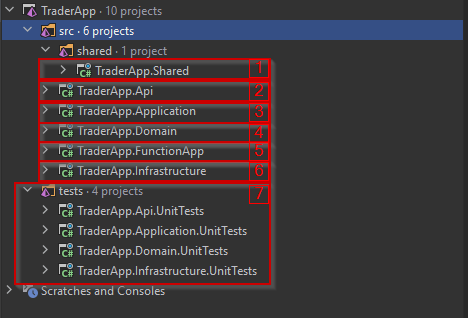 TraderApp · 10 projects
src · 6 projects
shared · 1 project
TraderApp.Shared 1
TraderApp.Api 2
TraderApp.Application 3
TraderApp.Domain 4
TraderApp.FunctionApp 5
TraderApp.Infrastructure 6
tests · 4 projects 7
TraderApp.Api.UnitTests
TraderApp.Application.UnitTests
TraderApp.Domain.UnitTests
TraderApp.Infrastructure.UnitTests
Scratches and Consoles